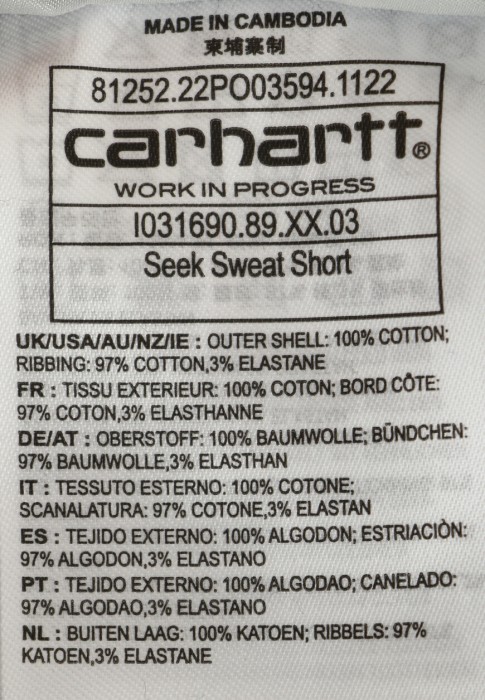 MADE IN CAMBODIA
柬埔寨制
81252.22PO03594.1122
carhartt®
WORK IN PROGRESS
I031690.89.XX.03
Seek Sweat Short
UK/USA/AU/NZ/IE : OUTER SHELL: 100% COTTON;
RIBBING: 97% COTTON,3% ELASTANE
FR : TISSU EXTERIEUR: 100% COTON; BORD CÔTE:
97% COTON,3% ELASTHANNE
DE/AT : OBERSTOFF: 100% BAUMWOLLE; BÜNDCHEN:
97% BAUMWOLLE,3% ELASTHAN
IT : TESSUTO ESTERNO: 100% COTONE;
SCANALATURA: 97% COTONE,3% ELASTAN
ES : TEJIDO EXTERNO: 100% ALGODON; ESTRIACIÒN:
97% ALGODON,3% ELASTANO
PT : TEJIDO EXTERNO: 100% ALGODAO; CANELADO:
97% ALGODAO,3% ELASTANO
NL : BUITEN LAAG: 100% KATOEN; RIBBELS: 97%
KATOEN,3% ELASTANE